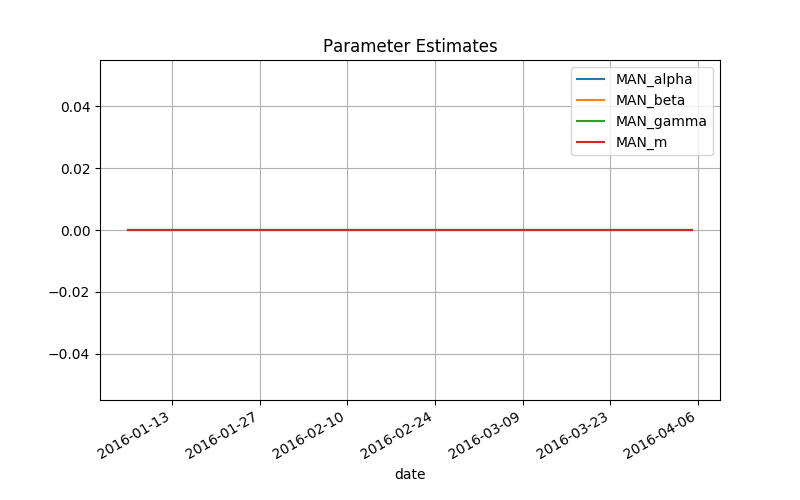 Parameter Estimates
MAN_alpha
MAN_beta
MAN_gamma
MAN_m
0.04
0.02
0.00
−0.02
−0.04
2016-01-13
2016-01-27
2016-02-10
2016-02-24
2016-03-09
2016-03-23
2016-04-06
date